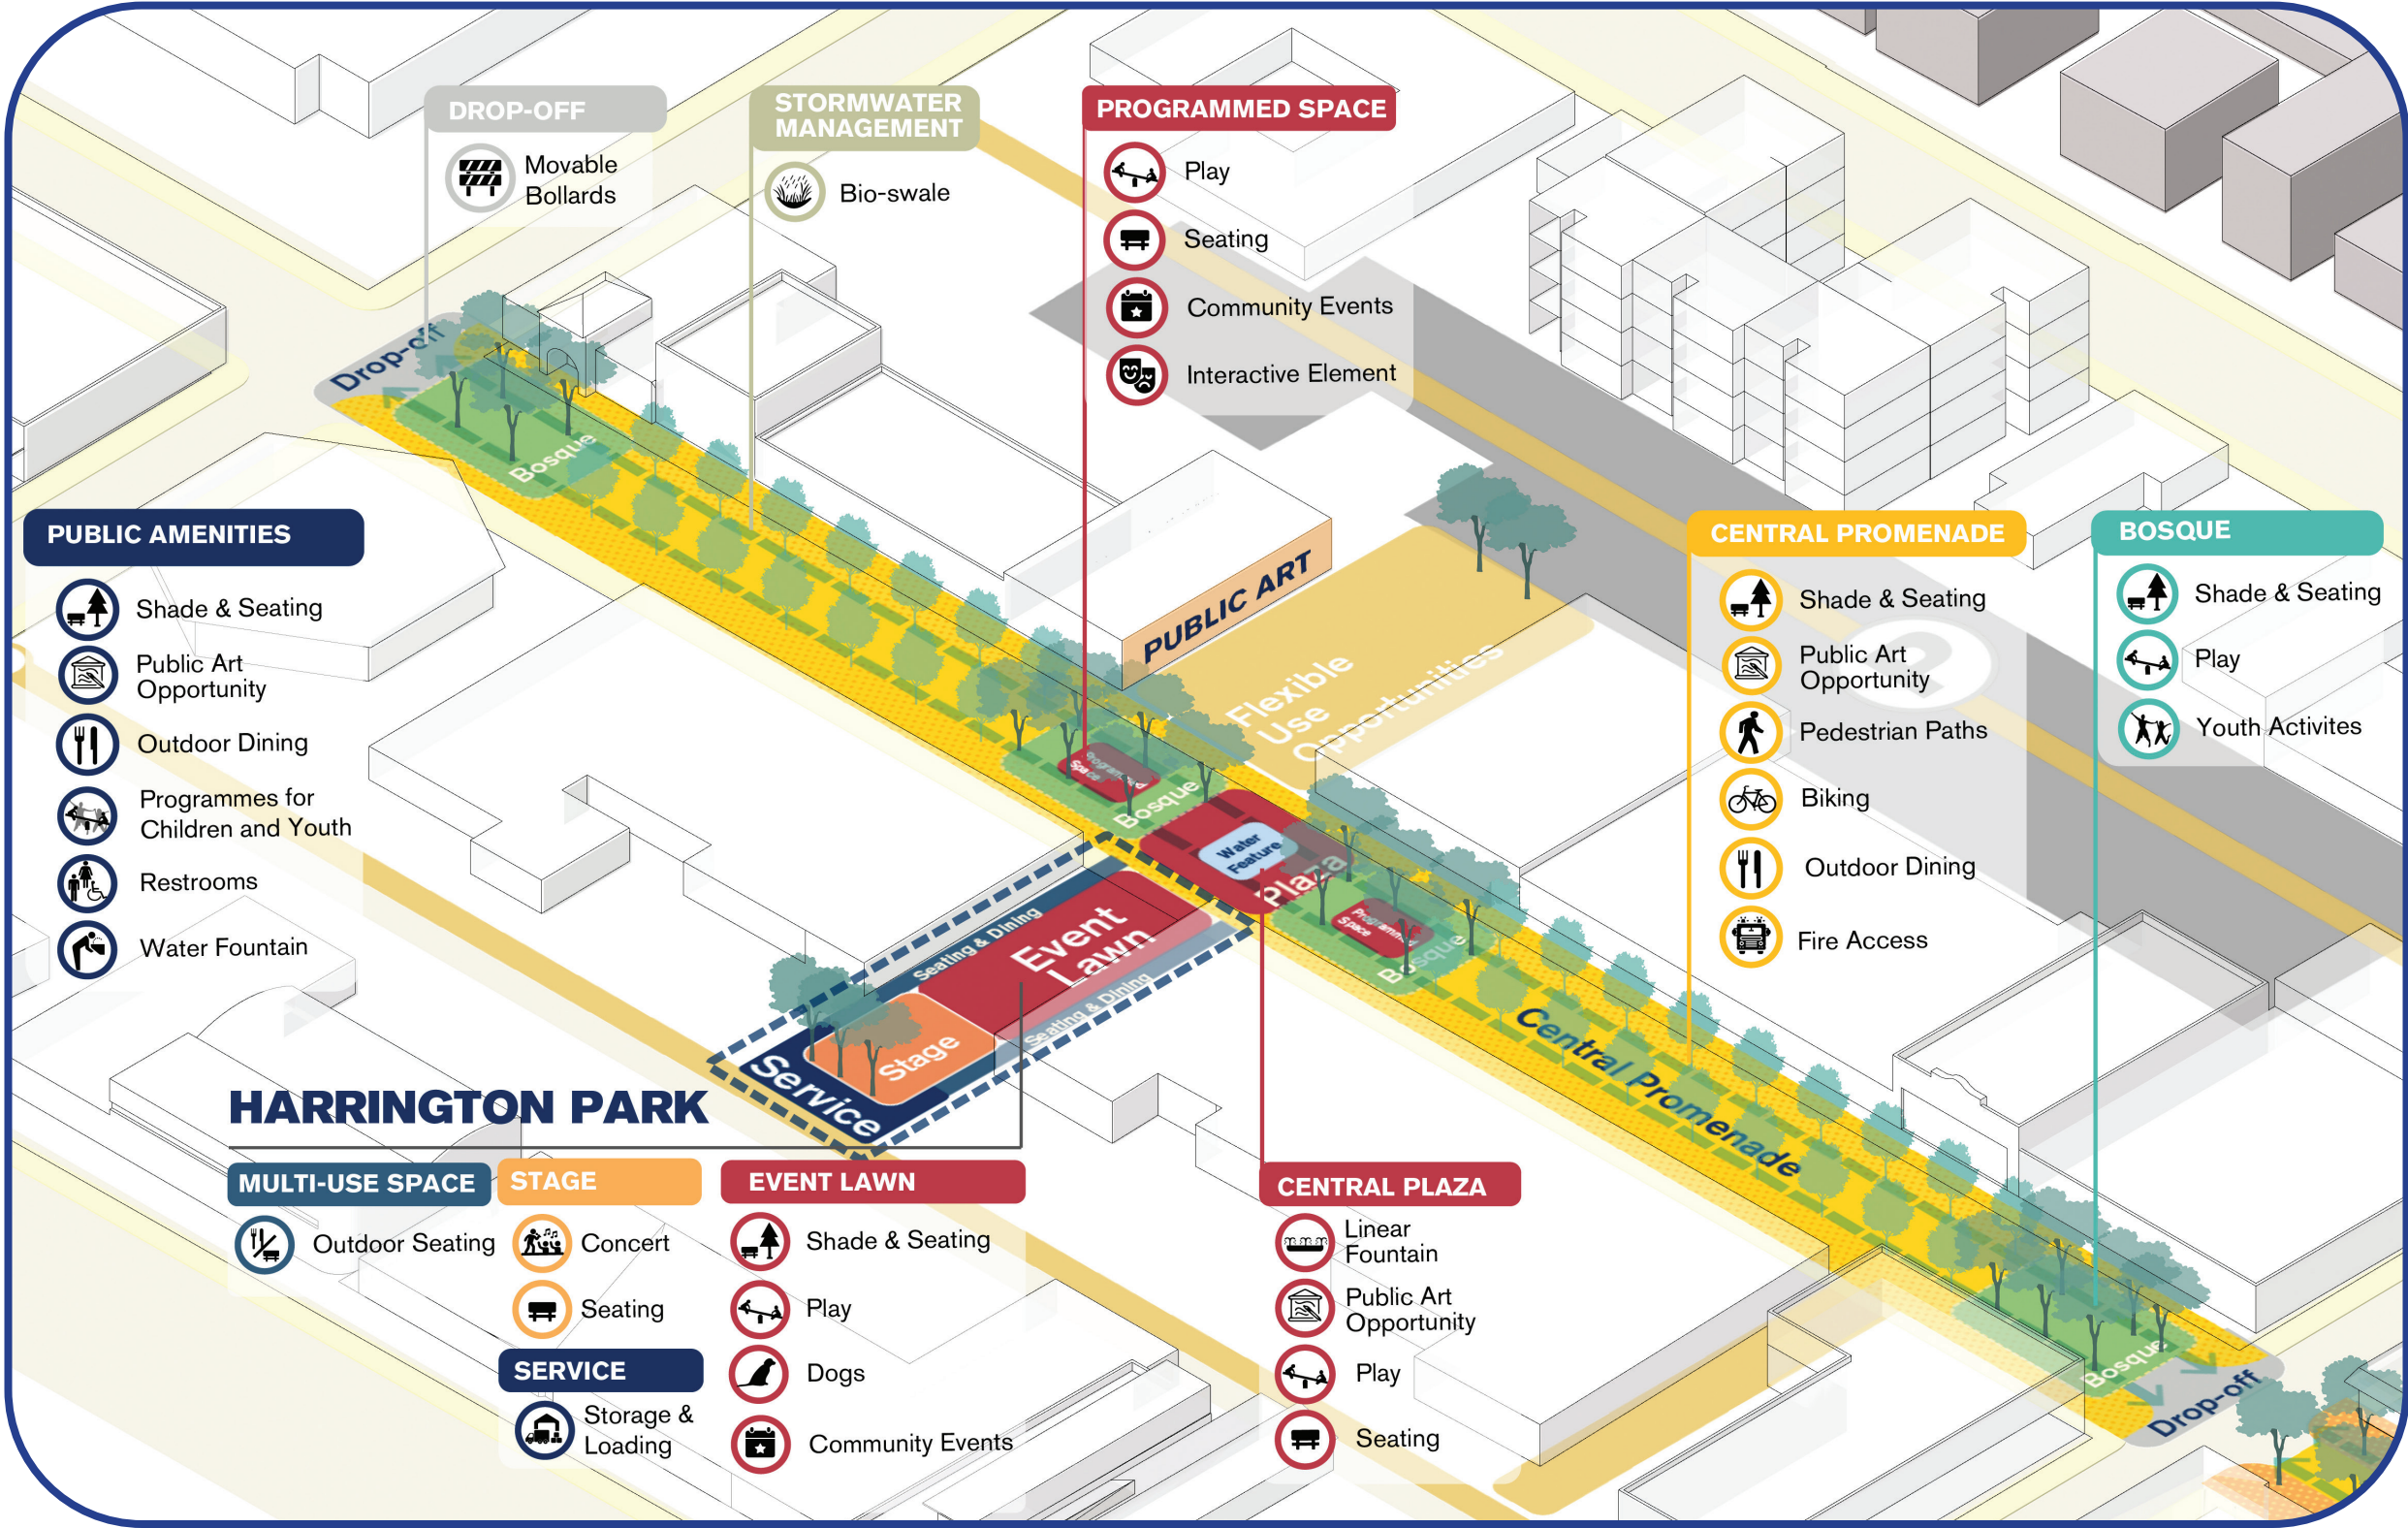 DROP-OFF
Movable
Bollards
STORMWATER
MANAGEMENT
Bio-swale
PROGRAMMED SPACE
Play
Seating
Community Events
Interactive Element
PUBLIC AMENITIES
Shade & Seating
Public Art
Opportunity
Outdoor Dining
Programmes for
Children and Youth
Restrooms
Water Fountain
CENTRAL PROMENADE
Shade & Seating
Public Art
Opportunity
Pedestrian Paths
Biking
Outdoor Dining
Fire Access
BOSQUE
Shade & Seating
Play
Youth Activites
Drop-off
Bosque
PUBLIC ART
Flexible
Use
Opportunities
Programmed
Space
Bosque
Water
Feature
Plaza
Programmed
Space
Bosque
Seating & Dining
Event
Lawn
Seating & Dining
Stage
Service
Central Promenade
Bosque
Drop-off
2
HARRINGTON PARK
MULTI-USE SPACE
Outdoor Seating
STAGE
Concert
Seating
SERVICE
Storage &
Loading
EVENT LAWN
Shade & Seating
Play
Dogs
Community Events
CENTRAL PLAZA
Linear
Fountain
Public Art
Opportunity
Play
Seating